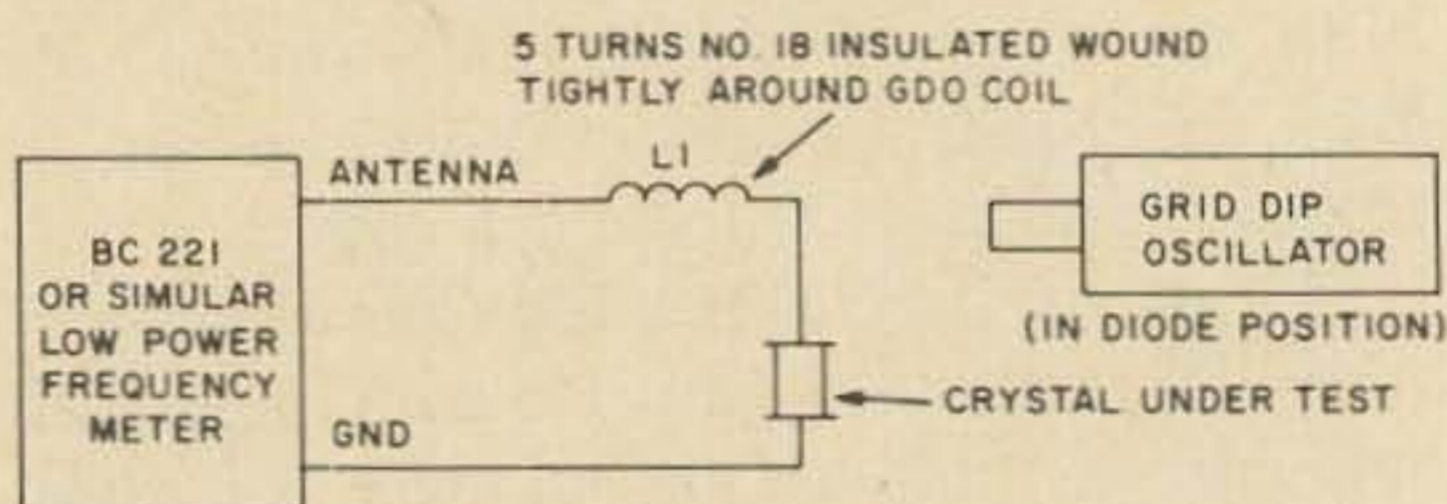 5 TURNS NO. 18 INSULATED WOUND
TIGHTLY AROUND GDO COIL
L1
ANTENNA
BC 221
OR SIMULAR
LOW POWER
FREQUENCY
METER
GND
GRID DIP
OSCILLATOR
(IN DIODE POSITION)
CRYSTAL UNDER TEST